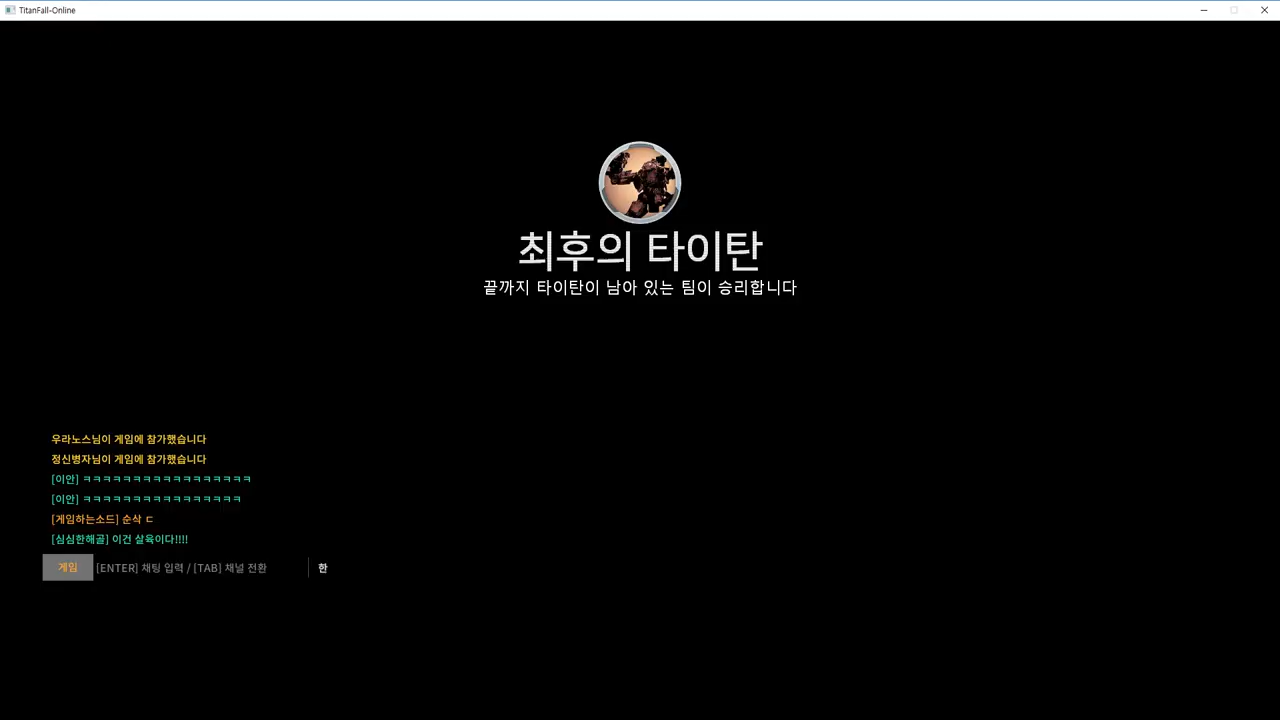 TitanFall-Online
최후의 타이탄
끝까지 타이탄이 남아 있는 팀이 승리합니다
우라노스님이 게임에 참가했습니다
정신병자님이 게임에 참가했습니다
[이안] ㅋㅋㅋㅋㅋㅋㅋㅋㅋㅋㅋㅋㅋㅋㅋㅋㅋ
[이안] ㅋㅋㅋㅋㅋㅋㅋㅋㅋㅋㅋㅋㅋㅋㅋㅋ
[게임하는소드] 순삭 ㄷ
[심심한해골] 이건 살육이다!!!!
게임 [ENTER] 채팅 입력 / [TAB] 채널 전환 한